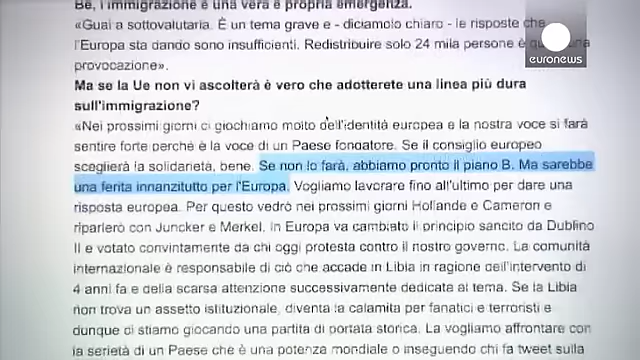 Be, l'immigrazione è una vera e propria emergenza.
«Guai a sottovalutarla. È un tema grave e - diciamolo chiaro - le risposte che
l'Europa sta dando sono insufficienti. Redistribuire solo 24 mila persone è
provocazione».
Ma se la Ue non vi ascolterà è vero che adotterete una linea più dura
sull'immigrazione?
«Nei prossimi giorni ci giochiamo molto dell'identità europea e la nostra voce si farà
sentire forte perché è la voce di un Paese fondatore. Se il consiglio europeo
sceglierà la solidarietà, bene. Se non lo farà, abbiamo pronto il piano B. Ma sarebbe
una ferita innanzitutto per l'Europa. Vogliamo lavorare fino all'ultimo per dare una
risposta europea. Per questo vedrò nei prossimi giorni Hollande e Cameron e
riparlerò con Juncker e Merkel. In Europa va cambiato il principio sancito da Dublino
II e votato convintamente da chi oggi protesta contro il nostro governo. La comunità
internazionale è responsabile di ciò che accade in Libia in ragione dell'intervento di
4 anni fa e della scarsa attenzione successivamente dedicata al tema. Se la Libia
non trova un assetto istituzionale, diventa la calamita per fanatici e terroristi e
dunque ci stiamo giocando una partita di portata storica. La vogliamo affrontare con
la serietà di un Paese che è una potenza mondiale o inseguendo chi fa tweet sulla
euronews